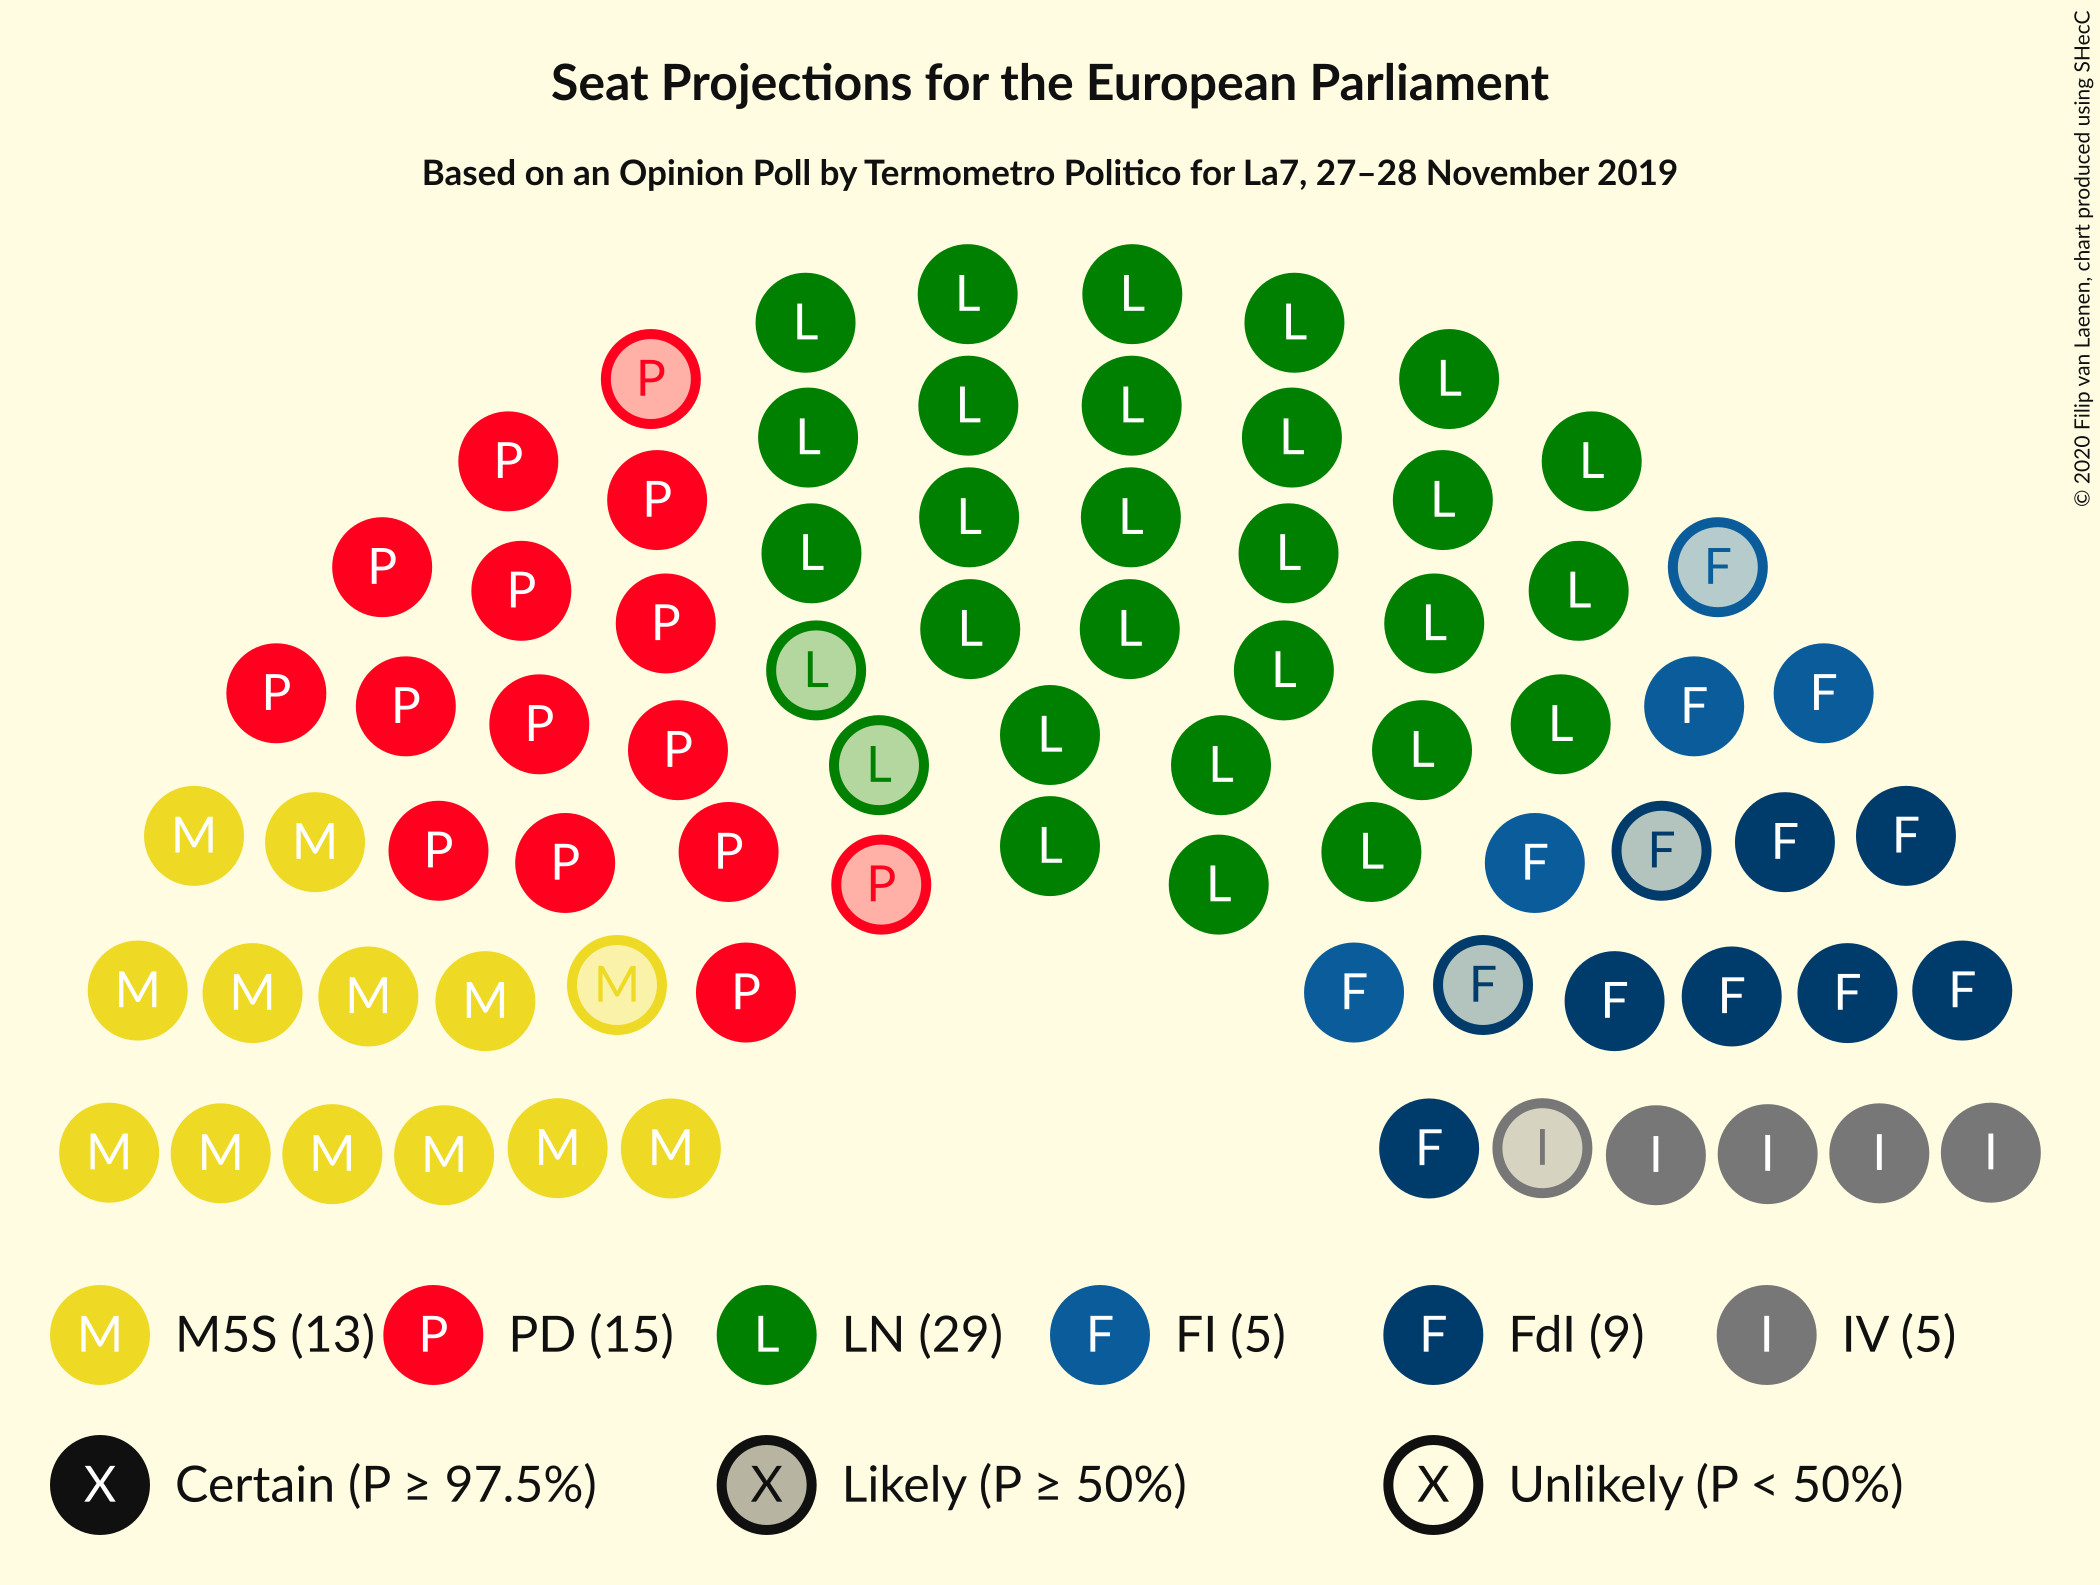 Seat Projections for the European Parliament
Based on an Opinion Poll by Termometro Politico for La7, 27–28 November 2019
© 2020 Filip van Laenen, chart produced using SHecC
L L
L L
P L
L L
L L
P L
P L
P L
L L
L L
P F
P L
P L
L L
L L
P F
P F
P L
P L
L L
M F
M F
P F
P F
P L
P L
L
M F
M F
M F
M F
M F
P F
M M M M M M F I I I I I
M M5S (13) P PD (15) L LN (29) F FI (5) F FdI (9) I IV (5)
X Certain (P ≥ 97.5%) X Likely (P ≥ 50%) X Unlikely (P < 50%)